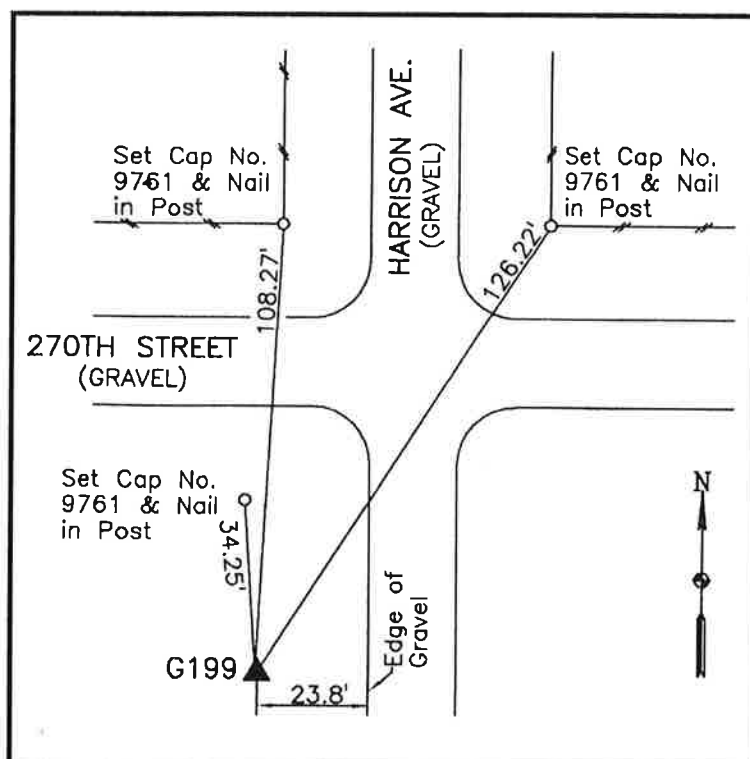 HARRISON AVE.
(GRAVEL)
Set Cap No.
9761 & Nail
in Post
Set Cap No.
9761 & Nail
in Post
108.27'
126.22'
270TH STREET
(GRAVEL)
Set Cap No.
9761 & Nail
in Post
34.25'
N
Edge of
Gravel
G199
23.8'